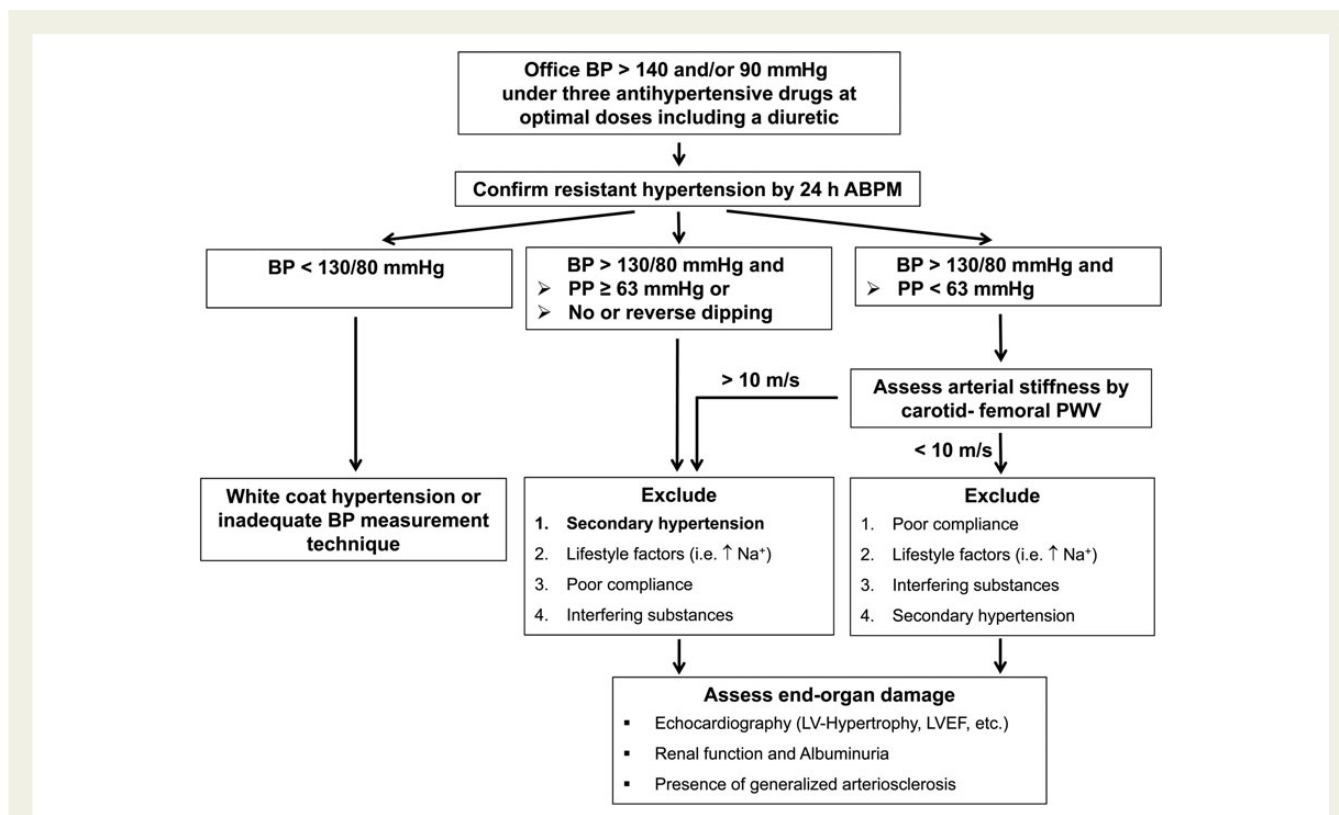 Office BP > 140 and/or 90 mmHg
under three antihypertensive drugs at
optimal doses including a diuretic
Confirm resistant hypertension by 24 h ABPM
BP < 130/80 mmHg
BP > 130/80 mmHg and
➢ PP ≥ 63 mmHg or
➢ No or reverse dipping
BP > 130/80 mmHg and
➢ PP < 63 mmHg
> 10 m/s
Assess arterial stiffness by
carotid- femoral PWV
< 10 m/s
White coat hypertension or
inadequate BP measurement
technique
Exclude
1. Secondary hypertension
2. Lifestyle factors (i.e. ↑ Na⁺)
3. Poor compliance
4. Interfering substances
Exclude
1. Poor compliance
2. Lifestyle factors (i.e. ↑ Na⁺)
3. Interfering substances
4. Secondary hypertension
Assess end-organ damage
▪ Echocardiography (LV-Hypertrophy, LVEF, etc.)
▪ Renal function and Albuminuria
▪ Presence of generalized arteriosclerosis